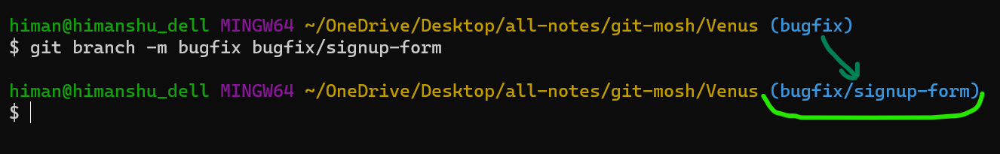 himan@himanshu_dell MINGW64 ~/OneDrive/Desktop/all-notes/git-mosh/Venus (bugfix)
$ git branch -m bugfix bugfix/signup-form
himan@himanshu_dell MINGW64 ~/OneDrive/Desktop/all-notes/git-mosh/Venus (bugfix/signup-form)
$